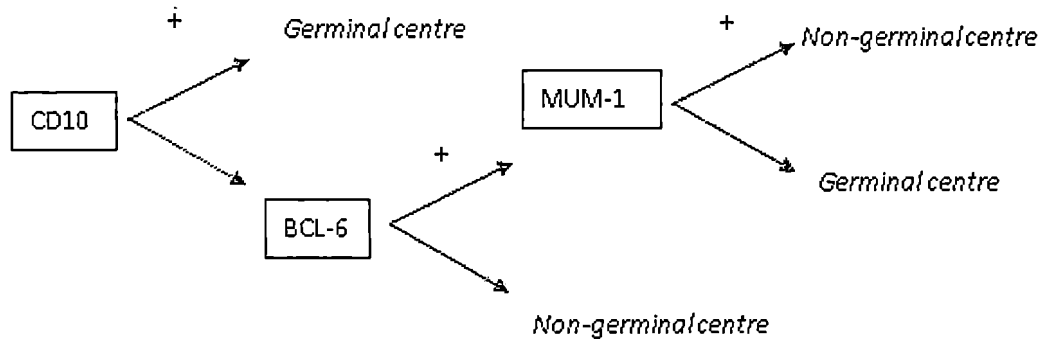 +
Germinal centre
+
Non-germinal centre
CD10
MUM-1
+
Germinal centre
BCL-6
Non-germinal centre